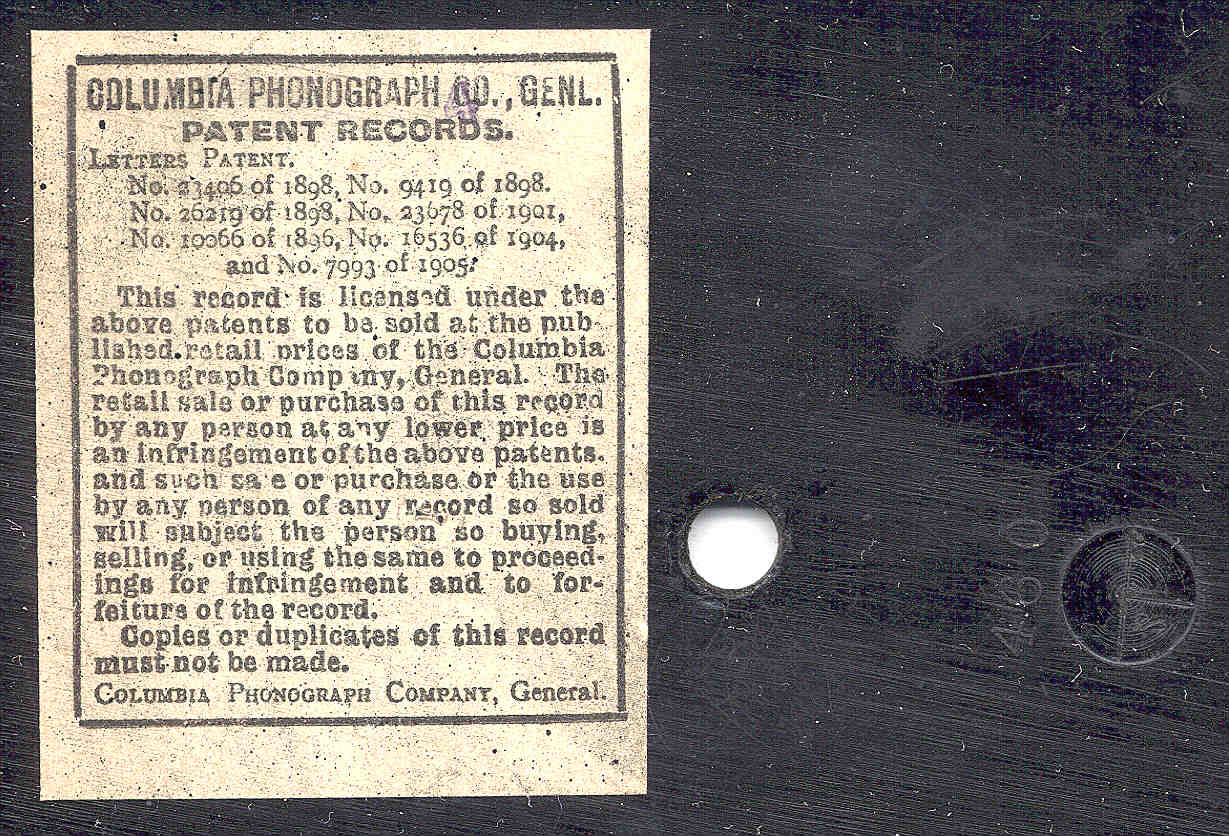 COLUMBIA PHONOGRAPH CO., GENL.
PATENT RECORDS.
LETTERS PATENT.
No. 23406 of 1898, No. 9419 of 1898.
No. 26219 of 1898, No. 23678 of 1901,
No. 10066 of 1896, No. 16536 of 1904,
and No. 7993 of 1905.
This record is licensed under the
above patents to be sold at the pub-
lished retail prices of the Columbia
Phonograph Company, General. The
retail sale or purchase of this record
by any person at any lower price is
an infringement of the above patents.
and such sale or purchase or the use
by any person of any record so sold
will subject the person so buying,
selling, or using the same to proceed-
ings for infringement and to for-
feiture of the record.
Copies or duplicates of this record
must not be made.
COLUMBIA PHONOGRAPH COMPANY, General.